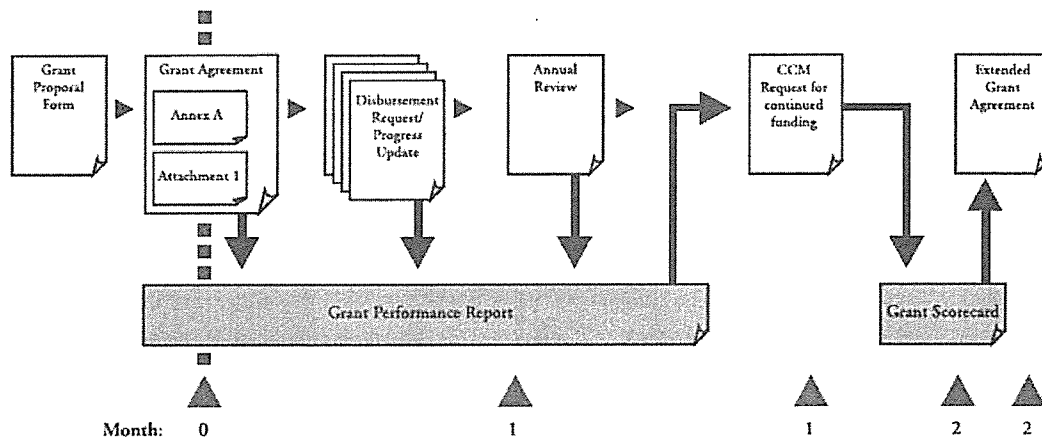 Grant
Proposal
Form
Grant Agreement
Annex A
Attachment 1
Disbursement
Request/
Progress
Update
Annual
Review
CCM
Request for
continued
funding
Extended
Grant
Agreement
Grant Performance Report
Grant Scorecard
Month: 0 1 1 2 2